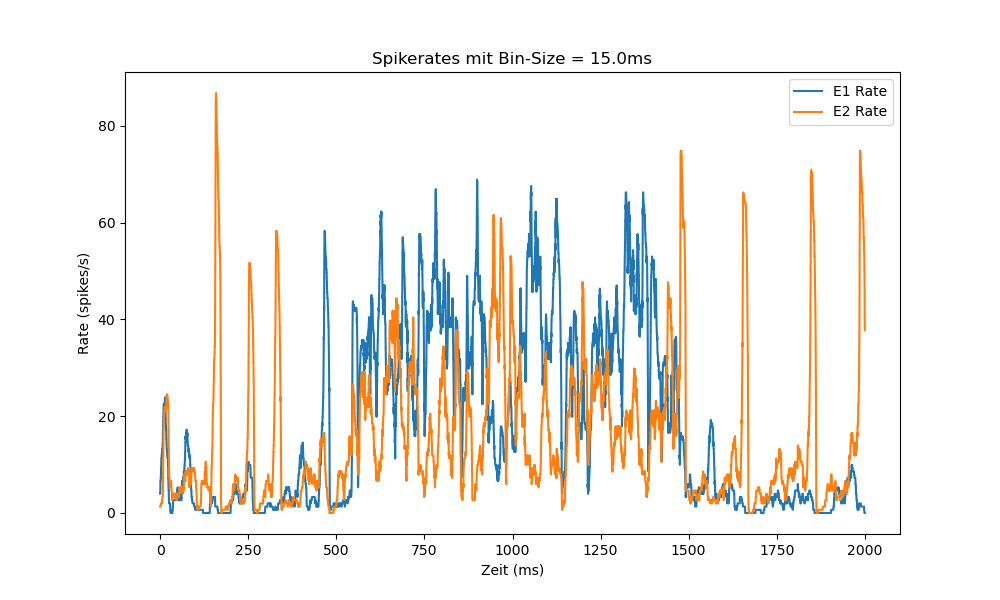 Spikerates mit Bin-Size = 15.0ms
E1 Rate
E2 Rate
Rate (spikes/s)
80
60
40
20
0
0 250 500 750 1000 1250 1500 1750 2000
Zeit (ms)